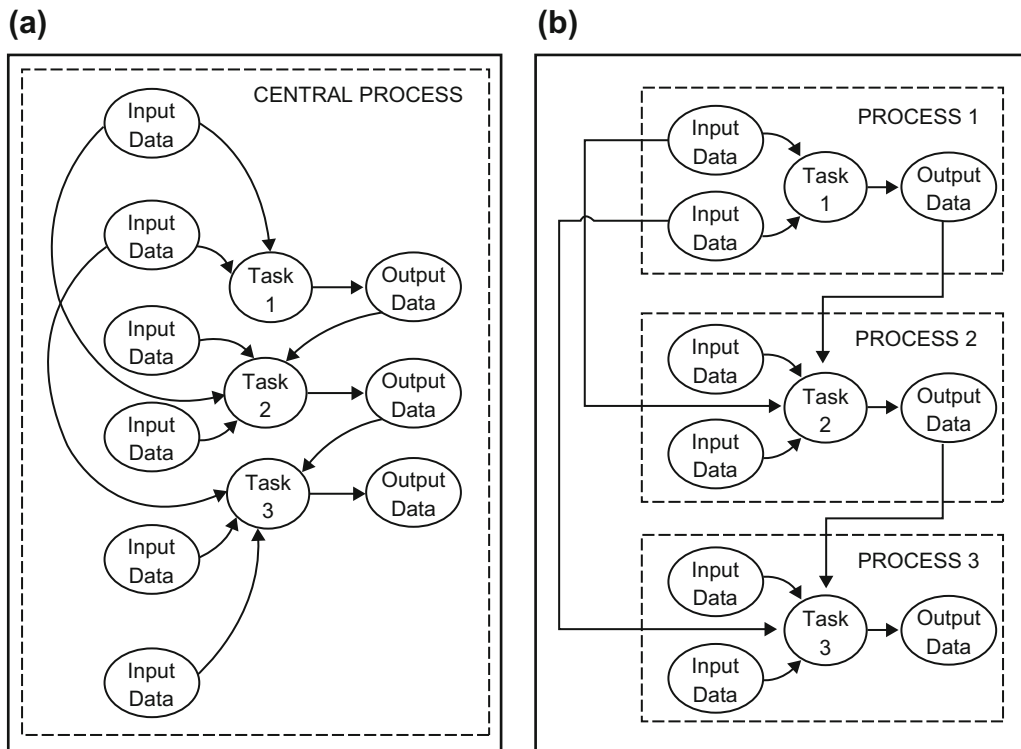 (a)
CENTRAL PROCESS
Input
Data
Input
Data
Task
1
Output
Data
Input
Data
Task
2
Output
Data
Input
Data
Task
3
Output
Data
Input
Data
Input
Data
(b)
PROCESS 1
Input
Data
Task
1
Output
Data
Input
Data
PROCESS 2
Input
Data
Task
2
Output
Data
Input
Data
PROCESS 3
Input
Data
Task
3
Output
Data
Input
Data